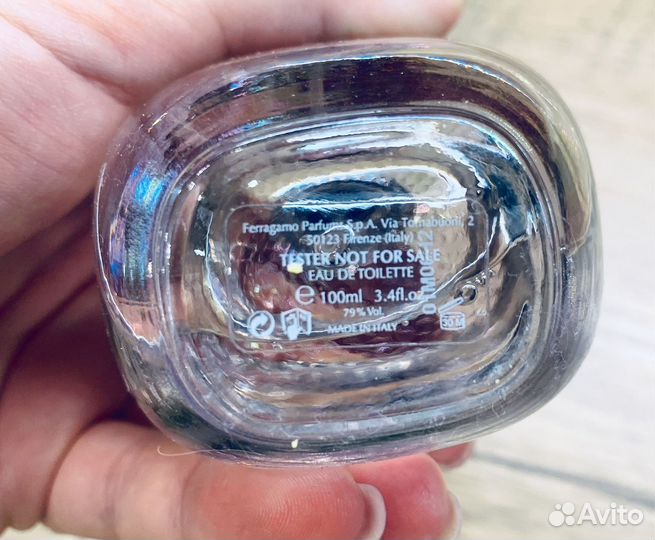 Ferragamo Parfums S.p.A. Via Tornabuoni, 2
50123 Firenze (Italy)
TESTER NOT FOR SALE
EAU DE TOILETTE
e 100ml 3.4fl.oz
79% Vol.
30 M
MADE IN ITALY
Avito